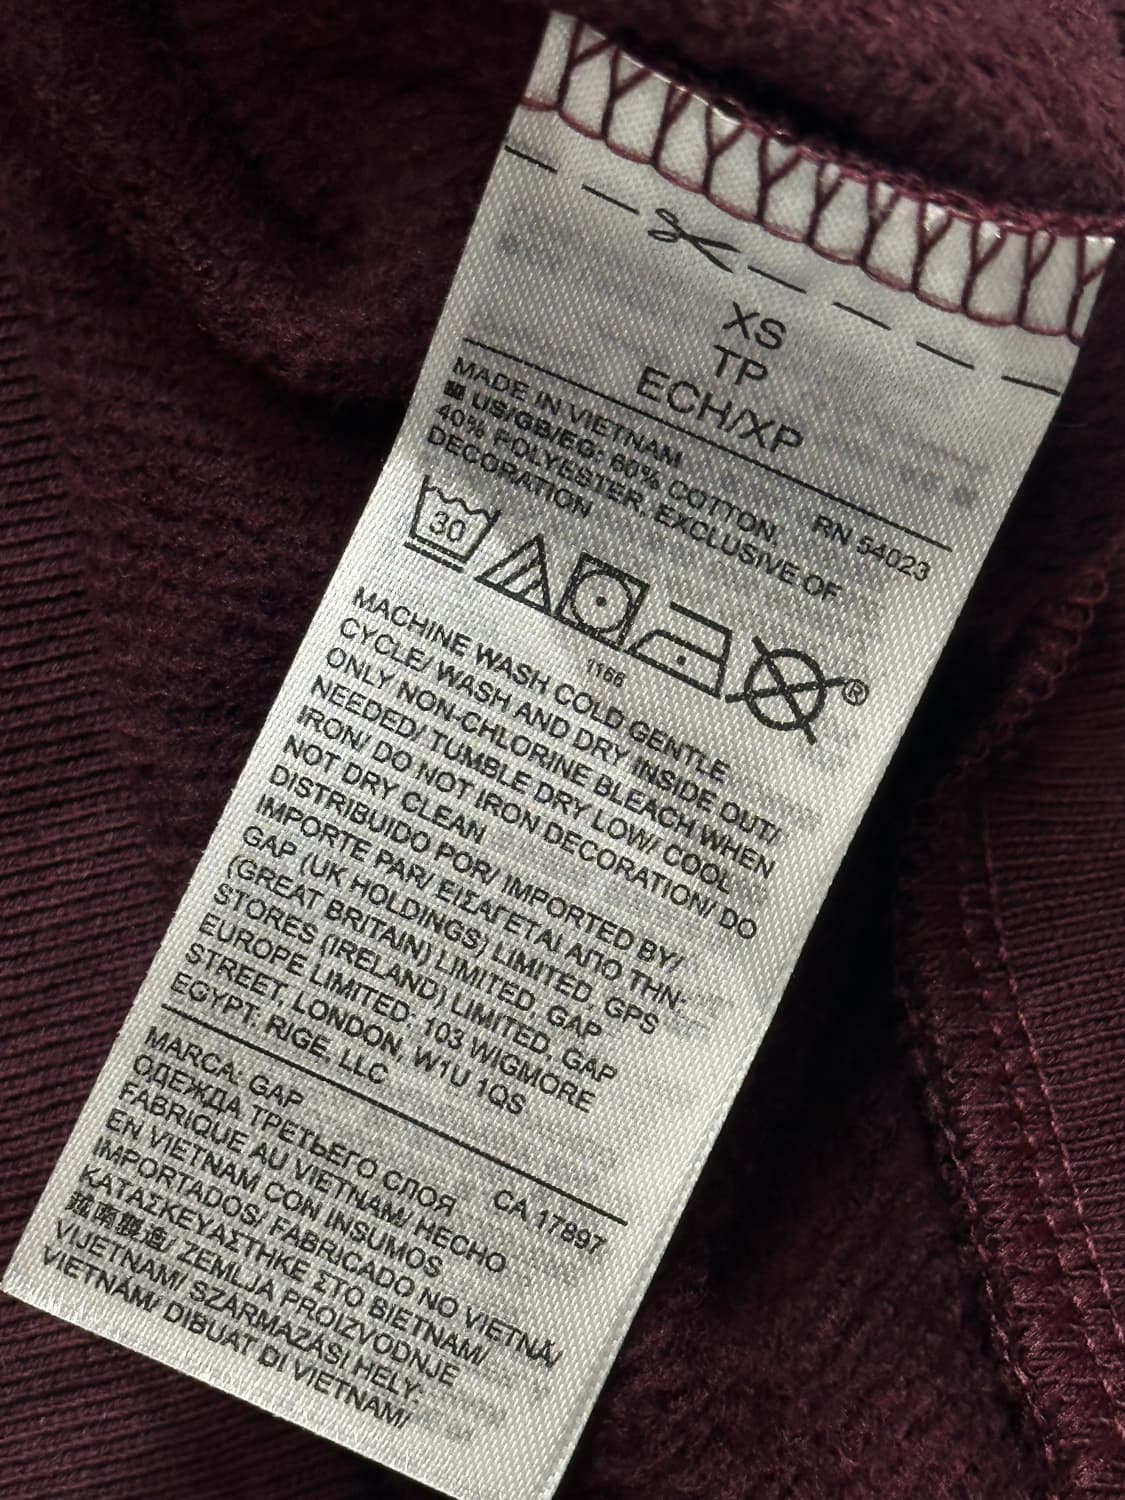 XS
TP
ECH/XP
MADE IN VIETNAM RN 54023
US/GB/EG: 60% COTTON,
40% POLYESTER, EXCLUSIVE OF
DECORATION
30
1166
®
MACHINE WASH COLD GENTLE
CYCLE/ WASH AND DRY INSIDE OUT/
ONLY NON-CHLORINE BLEACH WHEN
NEEDED/ TUMBLE DRY LOW/ COOL
IRON/ DO NOT IRON DECORATION/ DO
NOT DRY CLEAN
DISTRIBUIDO POR/ IMPORTED BY/
IMPORTE PAR/ ΕΙΣΑΓΕΤΑΙ ΑΠΟ ΤΗΝ:
GAP (UK HOLDINGS) LIMITED, GPS
(GREAT BRITAIN) LIMITED, GAP
STORES (IRELAND) LIMITED, GAP
EUROPE LIMITED: 103 WIGMORE
STREET, LONDON, W1U 1QS
EGYPT: RIGE, LLC
MARCA: GAP CA 17897
ОДЕЖДА ТРЕТЬЕГО СЛОЯ
FABRIQUE AU VIETNAM/ HECHO
EN VIETNAM CON INSUMOS
IMPORTADOS/ FABRICADO NO VIETNÃ/
ΚΑΤΑΣΚΕΥΑΣΤΗΚΕ ΣΤΟ ΒΙΕΤΝΑΜ/
越南製造/ ZEMLJA PROIZVODNJE
VIJETNAM/ SZÁRMAZÁSI HELY:
VIETNÁM/ DIBUAT DI VIETNAM/